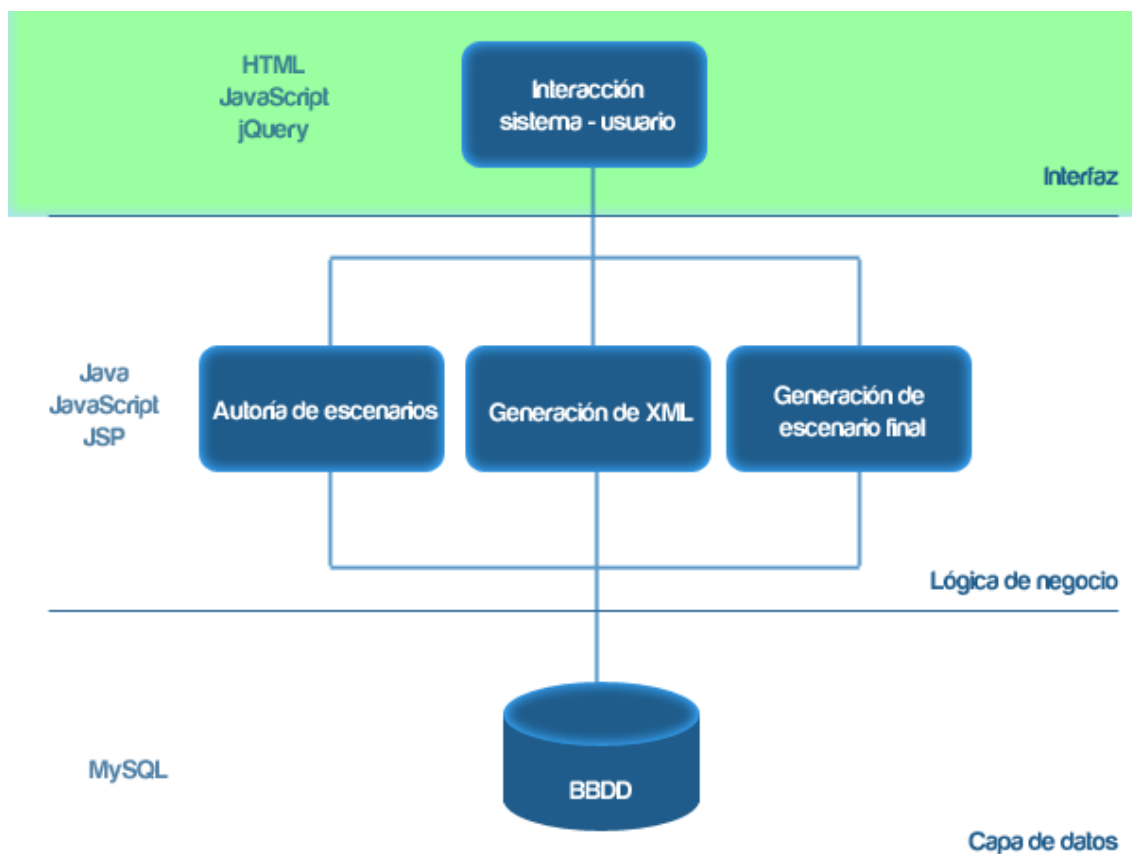 HTML
JavaScript
jQuery
Interacción
sistema - usuario
Interfaz
Java
JavaScript
JSP
Autoría de escenarios
Generación de XML
Generación de
escenario final
Lógica de negocio
MySQL
BBDD
Capa de datos